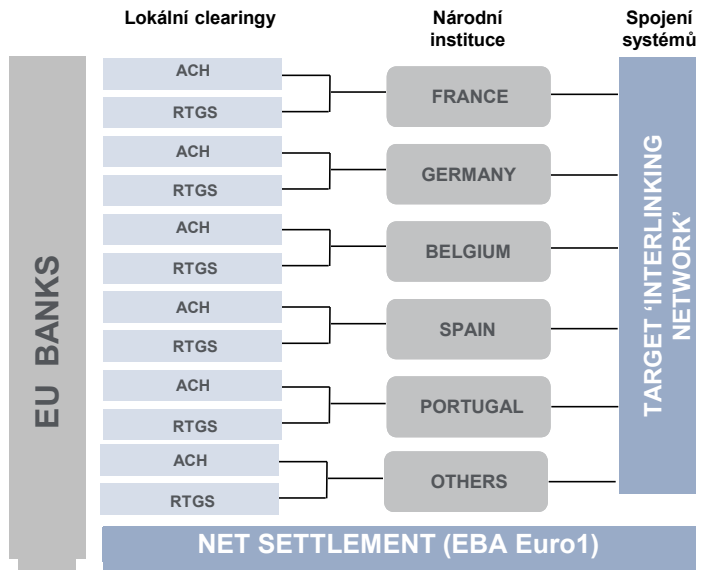 Lokální clearingy
Národní
instituce
Spojení
systémů
EU BANKS
ACH
RTGS
FRANCE
ACH
RTGS
GERMANY
ACH
RTGS
BELGIUM
ACH
RTGS
SPAIN
ACH
RTGS
PORTUGAL
ACH
RTGS
OTHERS
TARGET ‘INTERLINKING
NETWORK’
NET SETTLEMENT (EBA Euro1)